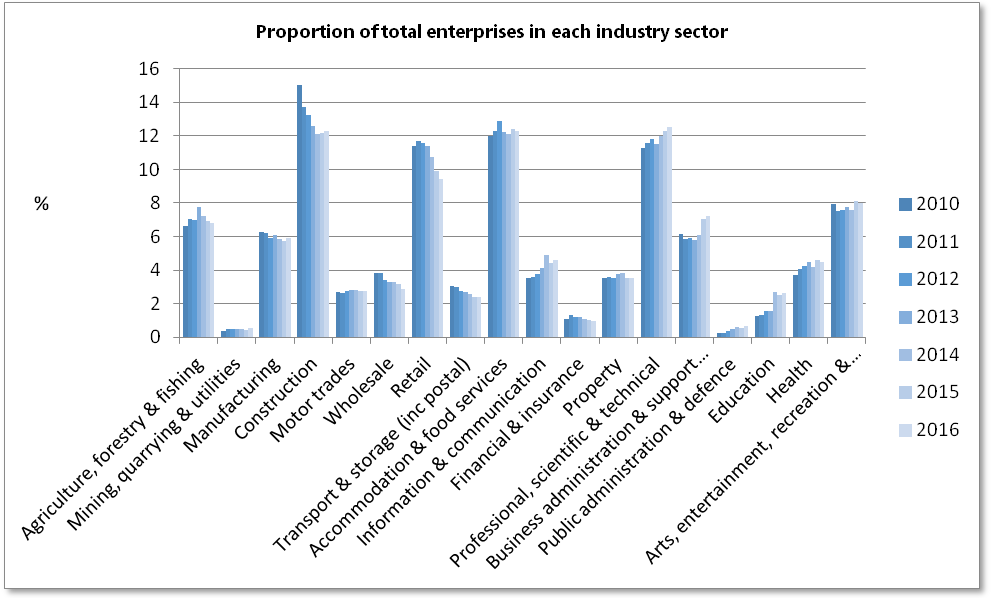 Proportion of total enterprises in each industry sector
16
14
12
10
8
6
4
2
0
%
Agriculture, forestry & fishing
Mining, quarrying & utilities
Manufacturing
Construction
Motor trades
Wholesale
Retail
Transport & storage (inc postal)
Accommodation & food services
Information & communication
Financial & insurance
Property
Professional, scientific & technical
Business administration & support...
Public administration & defence
Education
Health
Arts, entertainment, recreation &...
2010
2011
2012
2013
2014
2015
2016